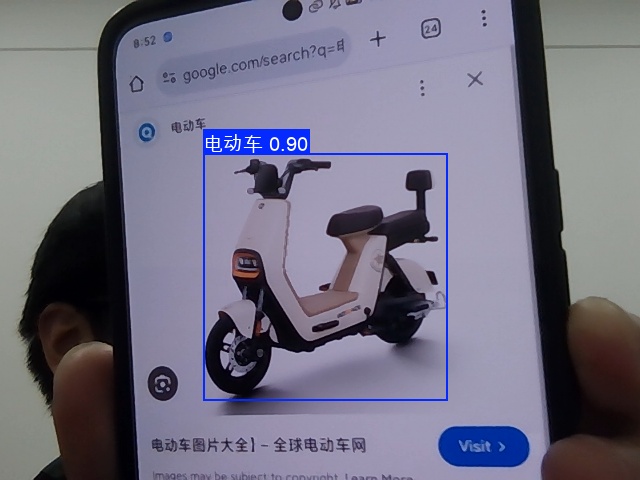 8:52
24
google.com/search?q=电
电动车
电动车 0.90
电动车图片大全】 - 全球电动车网
Visit >
Images may be subject to copyright. Learn More